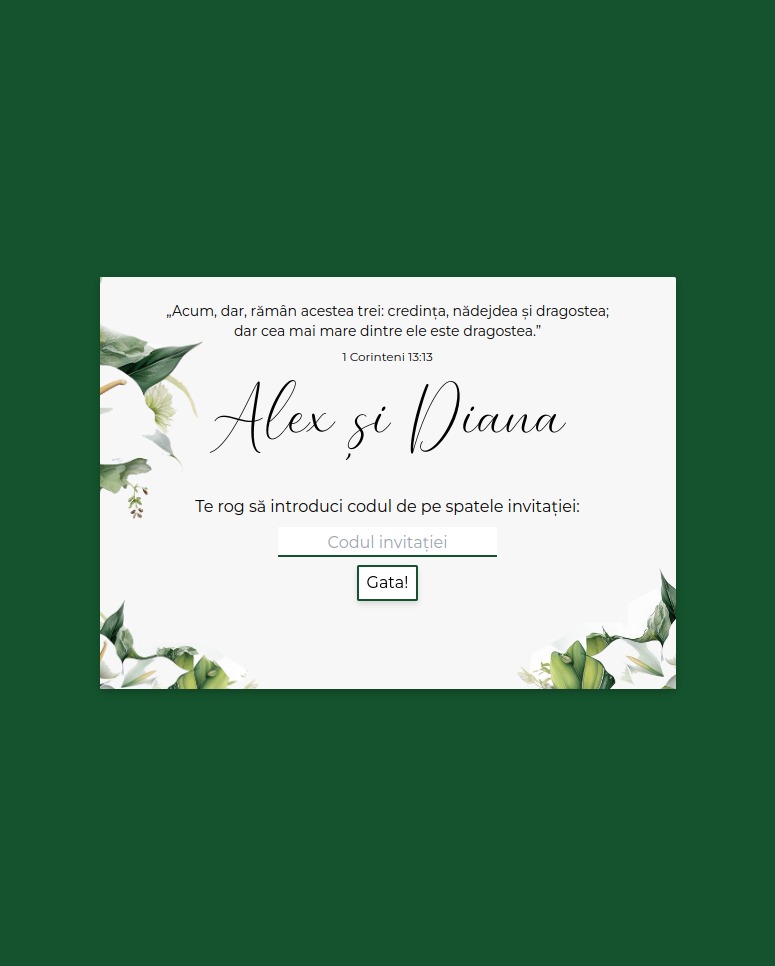 „Acum, dar, rămân acestea trei: credința, nădejdea și dragostea;
dar cea mai mare dintre ele este dragostea.”
1 Corinteni 13:13
Alex și Diana
Te rog să introduci codul de pe spatele invitației:
Codul invitației
Gata!